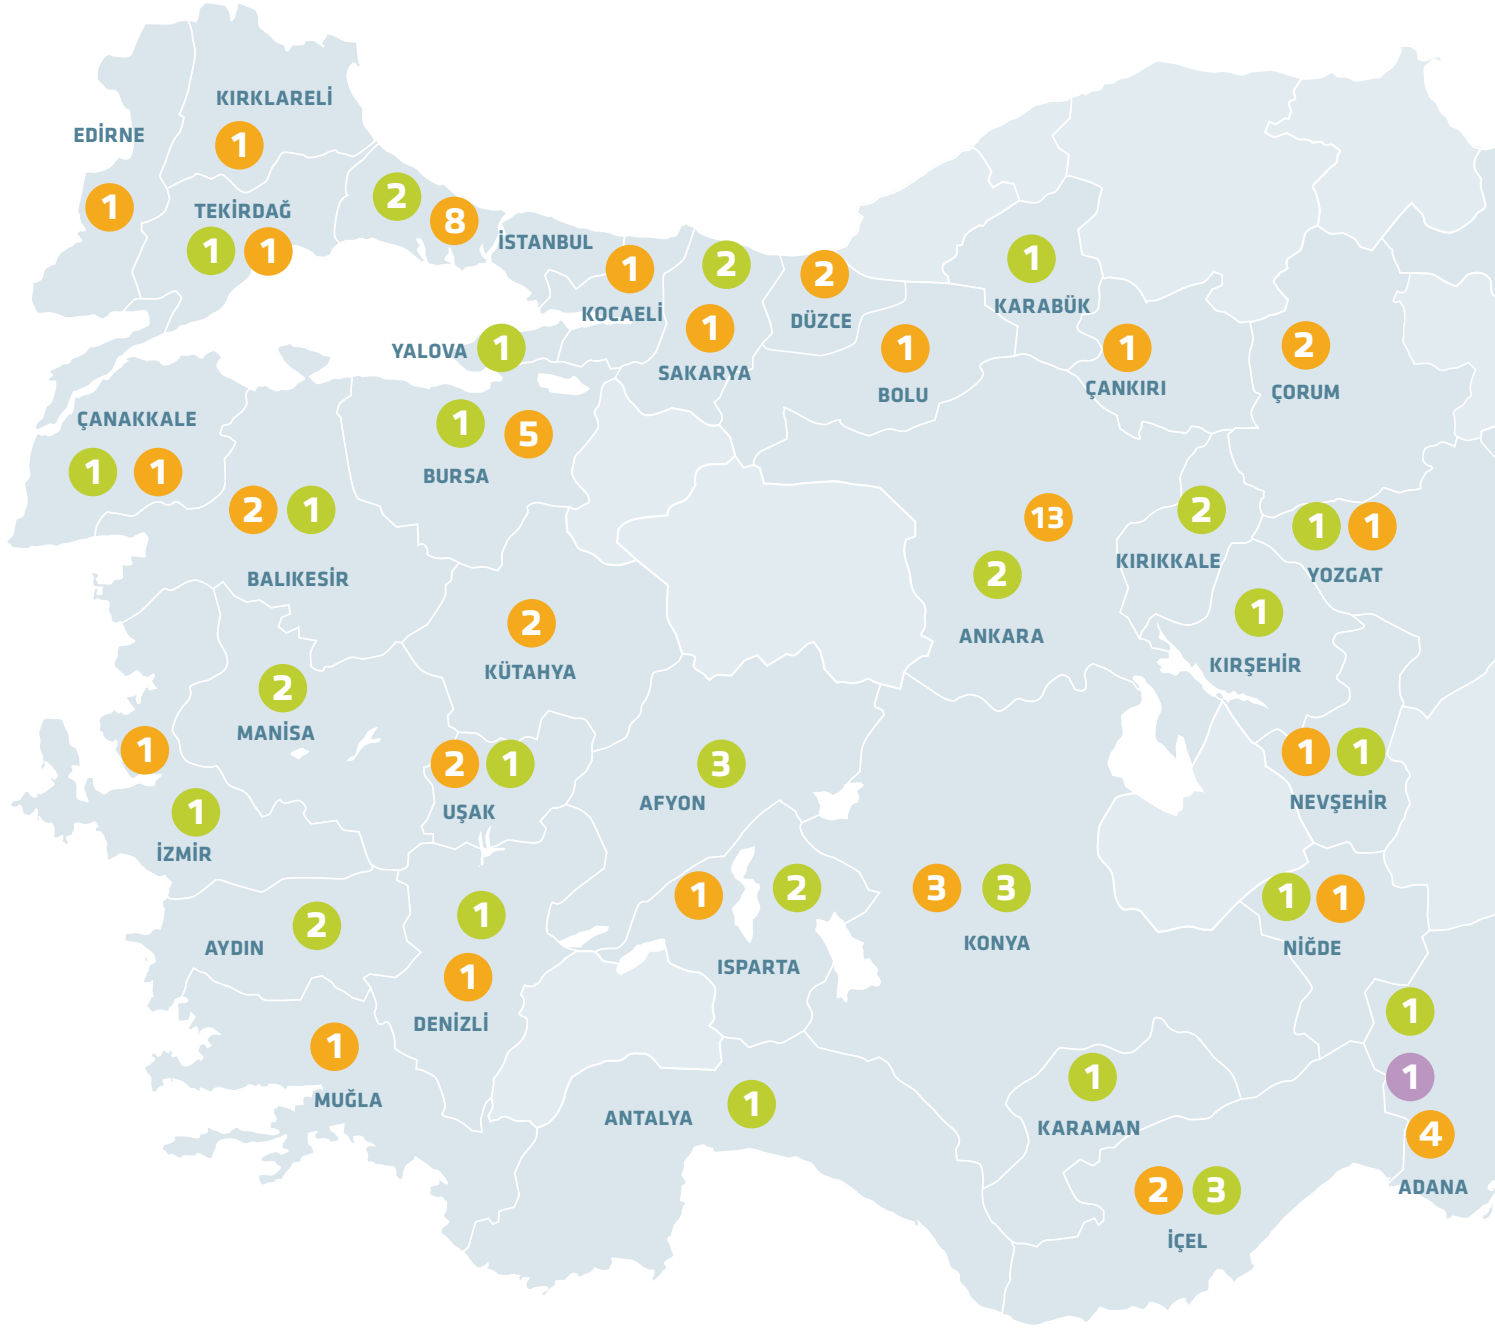 KIRKLARELİ
1
EDİRNE
1
TEKİRDAĞ
1 1
2 8
İSTANBUL
1
KOCAELİ
2
1
SAKARYA
2
DÜZCE
1
BOLU
1
KARABÜK
1
ÇANKIRI
2
ÇORUM
YALOVA 1
ÇANAKKALE
1 1
1 5
BURSA
2 1
BALIKESİR
13
2
ANKARA
2
KIRIKKALE
1 1
YOZGAT
1
KIRŞEHİR
2
KÜTAHYA
2
MANİSA
1
1
İZMİR
2 1
UŞAK
3
AFYON
1 1
NEVŞEHİR
1 2
ISPARTA
3 3
KONYA
1 1
NİĞDE
AYDIN 2
1
1
DENİZLİ
1
MUĞLA
ANTALYA 1
1
KARAMAN
1
1
4
ADANA
2 3
İÇEL